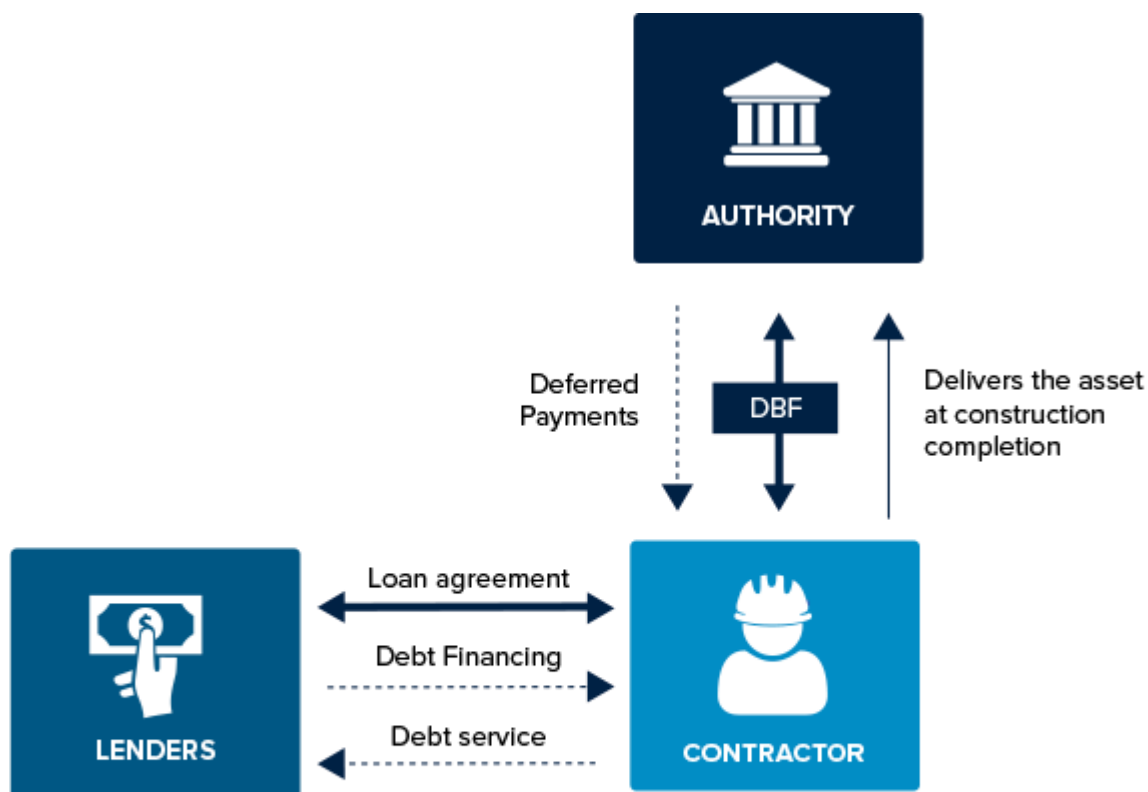 AUTHORITY
Deferred
Payments
DBF
Delivers the asset
at construction
completion
Loan agreement
Debt Financing
Debt service
LENDERS
CONTRACTOR
$